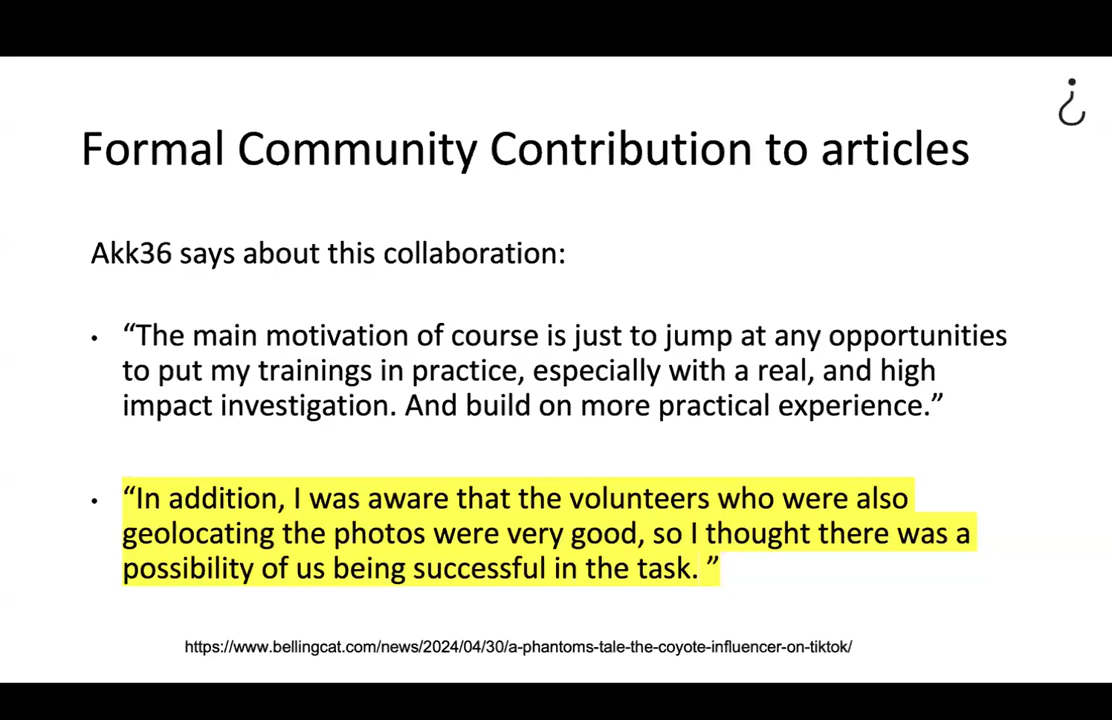 Formal Community Contribution to articles
Akk36 says about this collaboration:
• “The main motivation of course is just to jump at any opportunities
to put my trainings in practice, especially with a real, and high
impact investigation. And build on more practical experience.”
• “In addition, I was aware that the volunteers who were also
geolocating the photos were very good, so I thought there was a
possibility of us being successful in the task. ”
https://www.bellingcat.com/news/2024/04/30/a-phantoms-tale-the-coyote-influencer-on-tiktok/